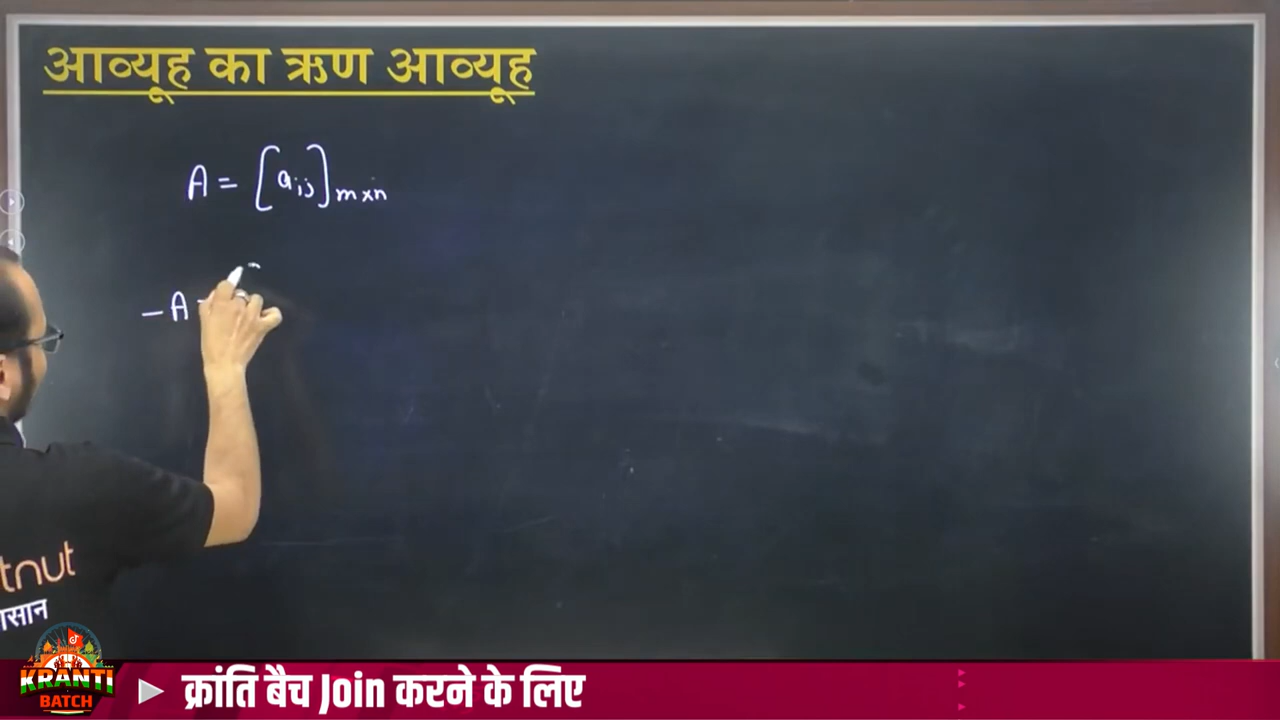 आव्यूह का ऋण आव्यूह
A = [aij]m×n
– A
tnut
KRANTI
BATCH
क्रांति बैच Join करने के लिए